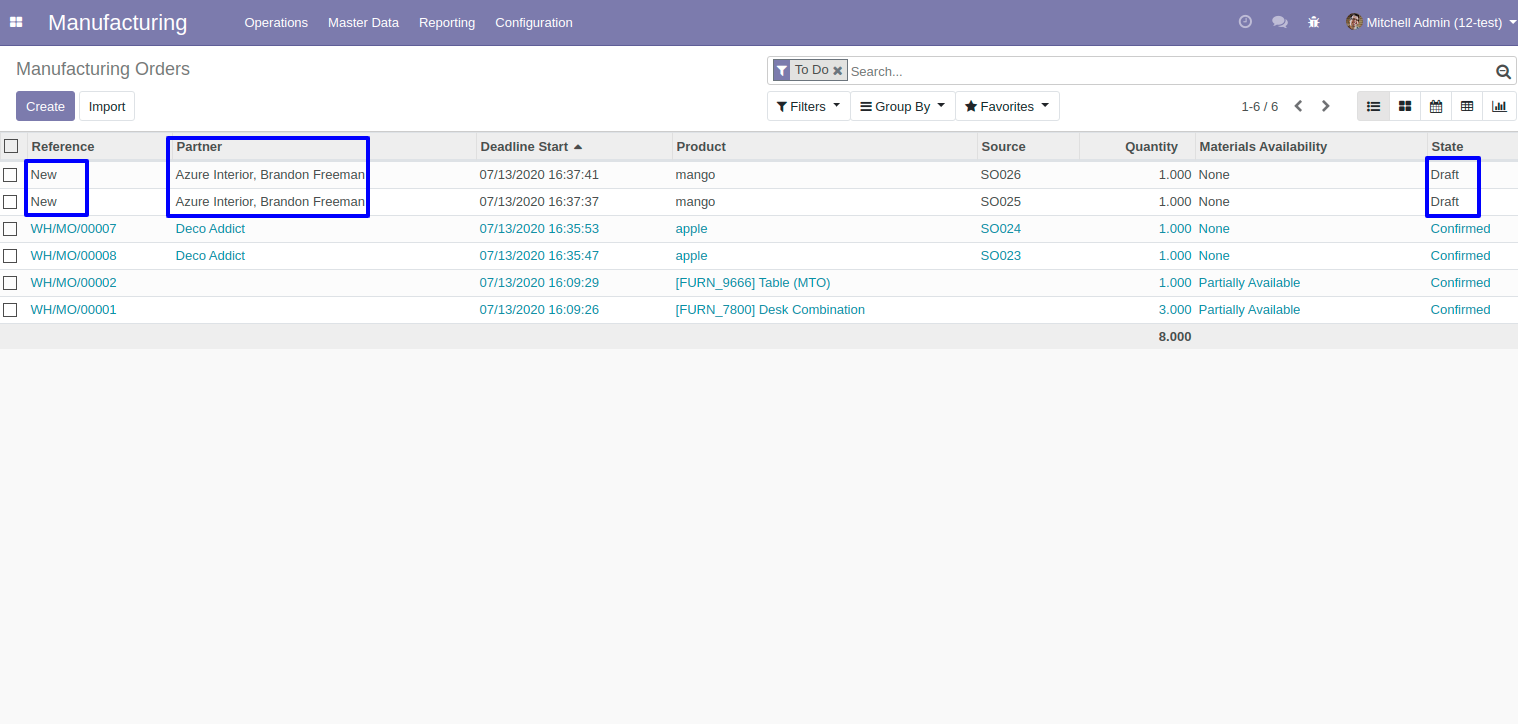 Manufacturing Operations Master Data Reporting Configuration Mitchell Admin (12-test)
Manufacturing Orders To Do Search...
Create Import Filters Group By Favorites 1-6 / 6
Reference Partner Deadline Start Product Source Quantity Materials Availability State
New Azure Interior, Brandon Freeman 07/13/2020 16:37:41 mango SO026 1.000 None Draft
New Azure Interior, Brandon Freeman 07/13/2020 16:37:37 mango SO025 1.000 None Draft
WH/MO/00007 Deco Addict 07/13/2020 16:35:53 apple SO024 1.000 None Confirmed
WH/MO/00008 Deco Addict 07/13/2020 16:35:47 apple SO023 1.000 None Confirmed
WH/MO/00002 07/13/2020 16:09:29 [FURN_9666] Table (MTO) 1.000 Partially Available Confirmed
WH/MO/00001 07/13/2020 16:09:26 [FURN_7800] Desk Combination 3.000 Partially Available Confirmed
8.000